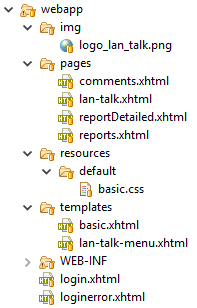 webapp
img
logo_lan_talk.png
pages
comments.xhtml
lan-talk.xhtml
reportDetailed.xhtml
reports.xhtml
resources
default
basic.css
templates
basic.xhtml
lan-talk-menu.xhtml
WEB-INF
login.xhtml
loginerror.xhtml